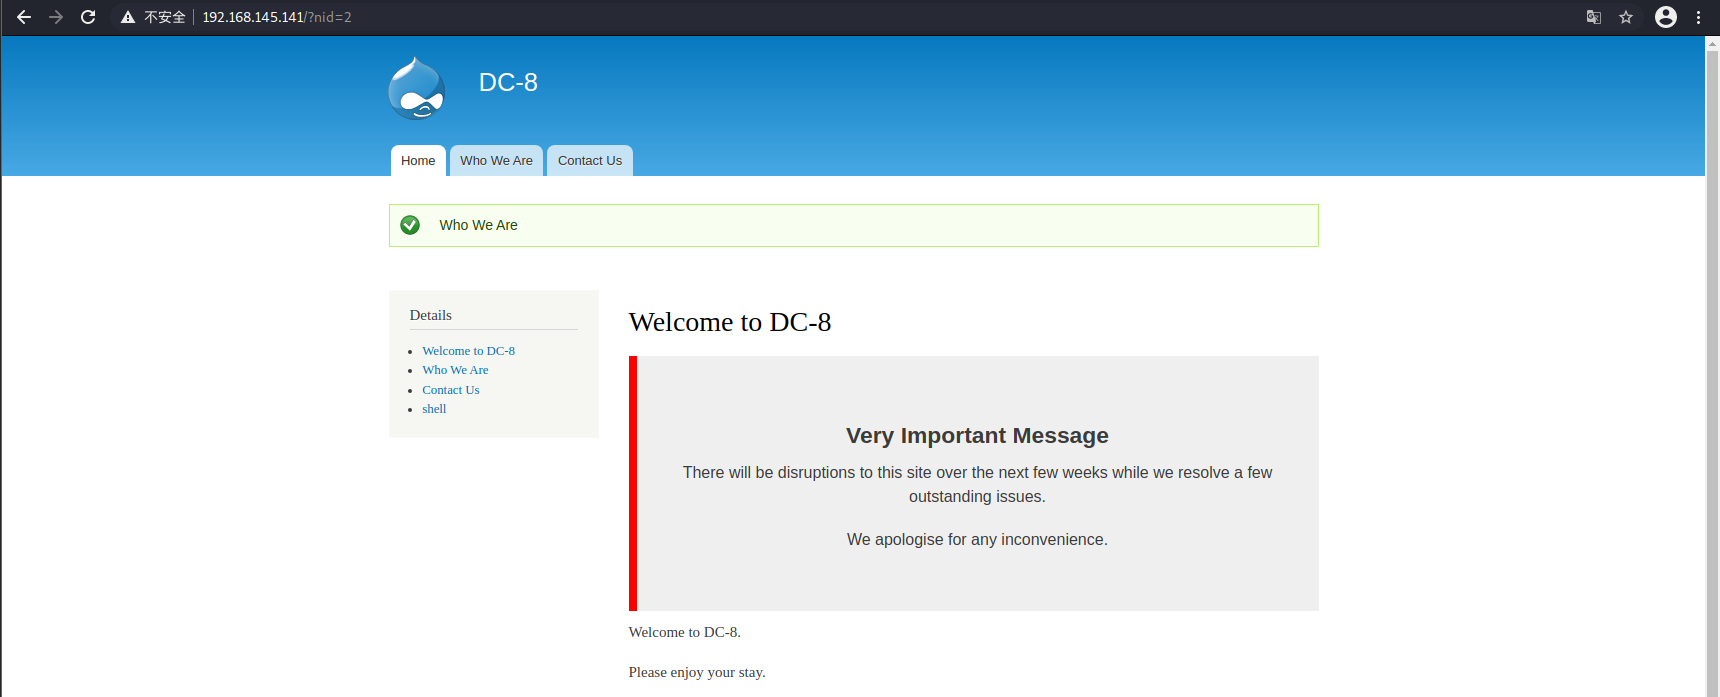 不安全 192.168.145.141/?nid=2
DC-8
Home Who We Are Contact Us
Who We Are
Details
Welcome to DC-8
Who We Are
Contact Us
shell
Welcome to DC-8
Very Important Message
There will be disruptions to this site over the next few weeks while we resolve a few
outstanding issues.
We apologise for any inconvenience.
Welcome to DC-8.
Please enjoy your stay.